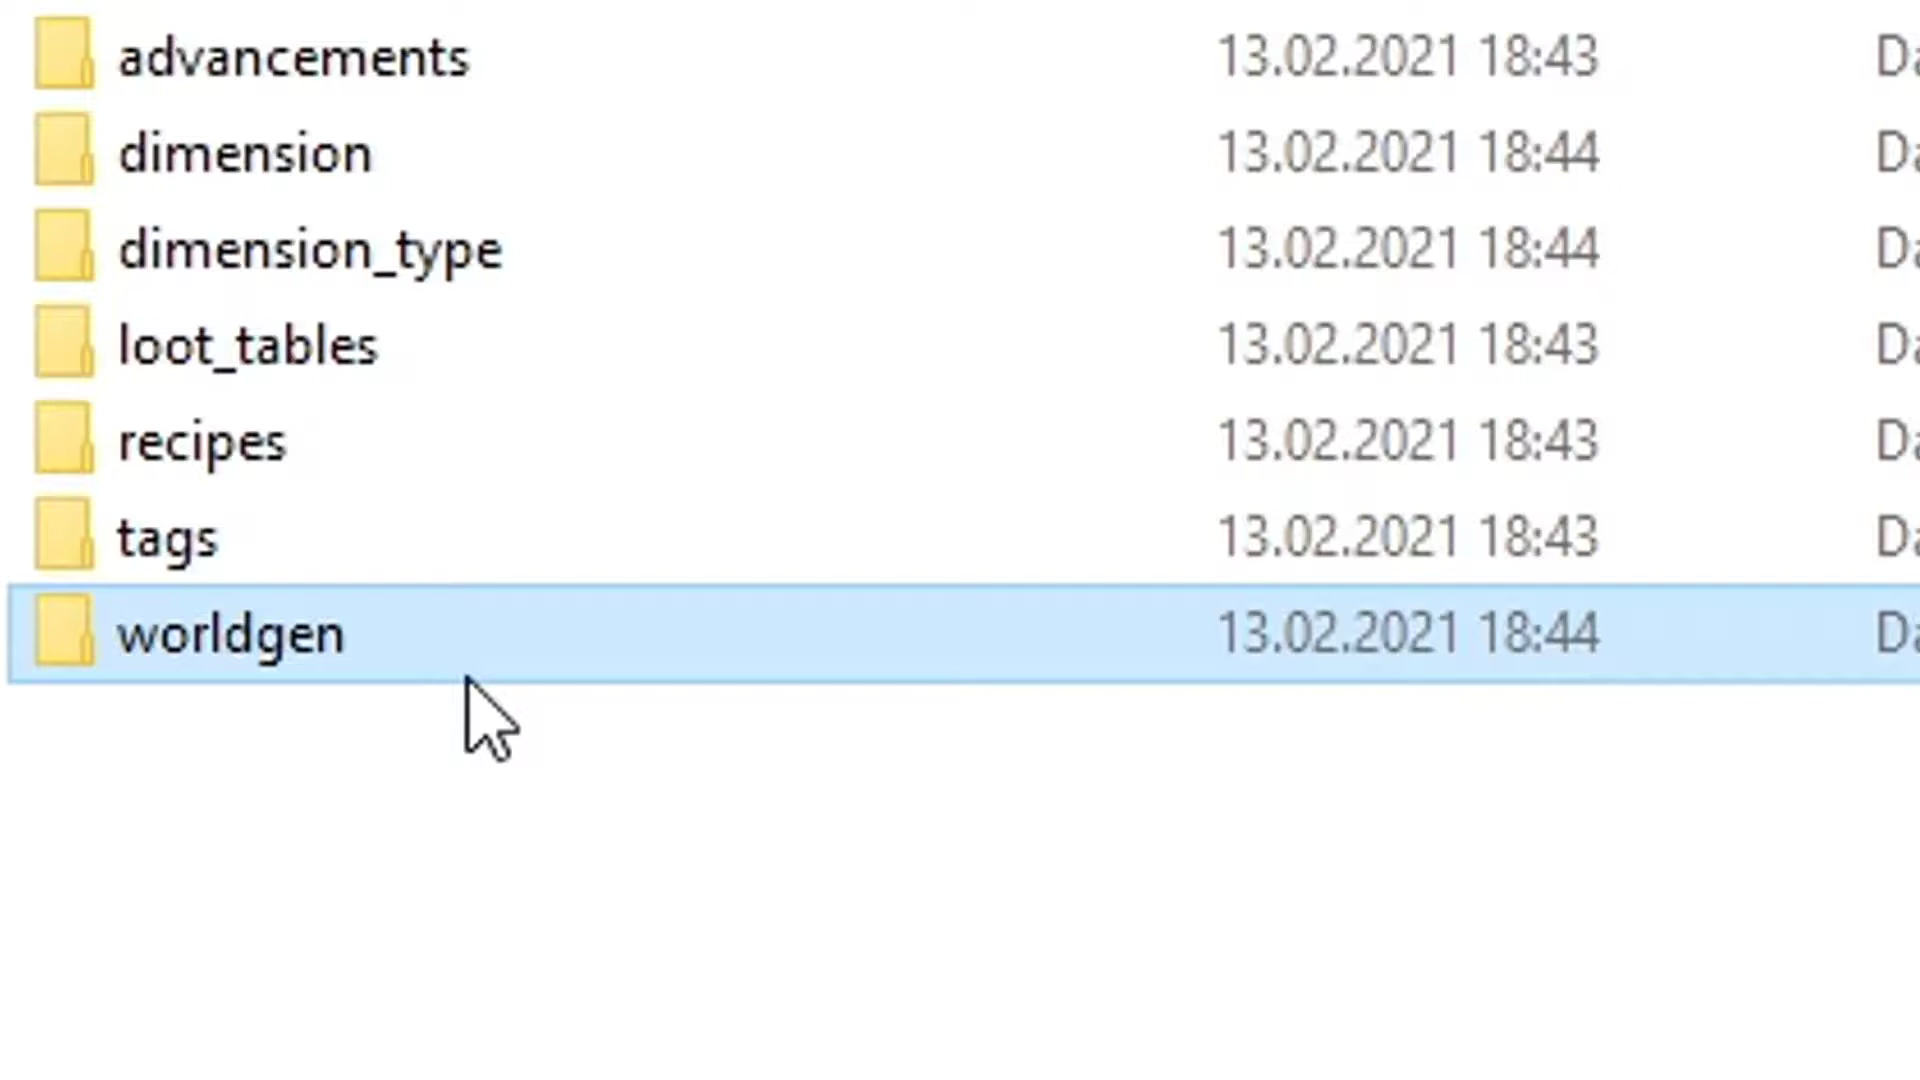 advancements 13.02.2021 18:43
dimension 13.02.2021 18:44
dimension_type 13.02.2021 18:44
loot_tables 13.02.2021 18:43
recipes 13.02.2021 18:43
tags 13.02.2021 18:43
worldgen 13.02.2021 18:44